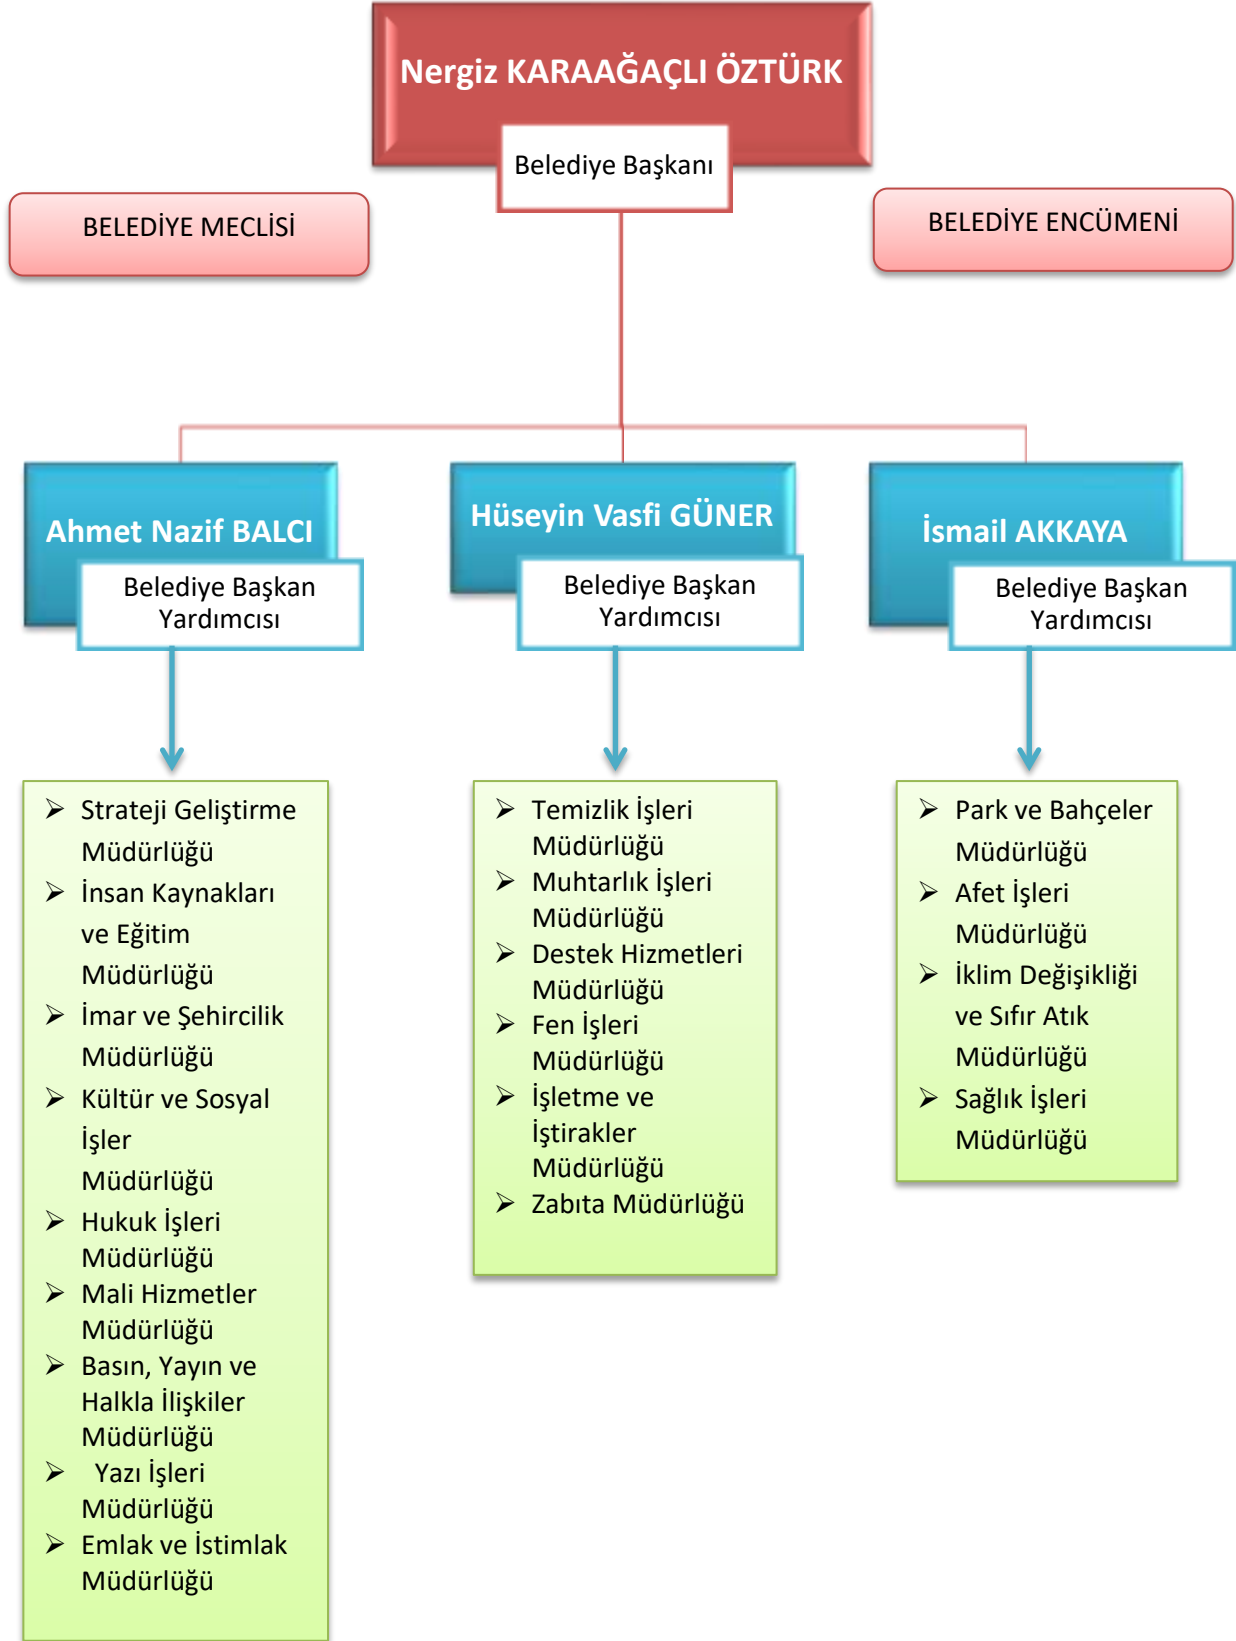 Nergiz KARAAĞAÇLI ÖZTÜRK
Belediye Başkanı
BELEDİYE MECLİSİ
BELEDİYE ENCÜMENİ
Ahmet Nazif BALCI
Belediye Başkan
Yardımcısı
Hüseyin Vasfi GÜNER
Belediye Başkan
Yardımcısı
İsmail AKKAYA
Belediye Başkan
Yardımcısı
➢ Strateji Geliştirme
Müdürlüğü
➢ İnsan Kaynakları
ve Eğitim
Müdürlüğü
➢ İmar ve Şehircilik
Müdürlüğü
➢ Kültür ve Sosyal
İşler
Müdürlüğü
➢ Hukuk İşleri
Müdürlüğü
➢ Mali Hizmetler
Müdürlüğü
➢ Basın, Yayın ve
Halkla İlişkiler
Müdürlüğü
➢ Yazı İşleri
Müdürlüğü
➢ Emlak ve İstimlak
Müdürlüğü
➢ Temizlik İşleri
Müdürlüğü
➢ Muhtarlık İşleri
Müdürlüğü
➢ Destek Hizmetleri
Müdürlüğü
➢ Fen İşleri
Müdürlüğü
➢ İşletme ve
İştirakler
Müdürlüğü
➢ Zabıta Müdürlüğü
➢ Park ve Bahçeler
Müdürlüğü
➢ Afet İşleri
Müdürlüğü
➢ İklim Değişikliği
ve Sıfır Atık
Müdürlüğü
➢ Sağlık İşleri
Müdürlüğü